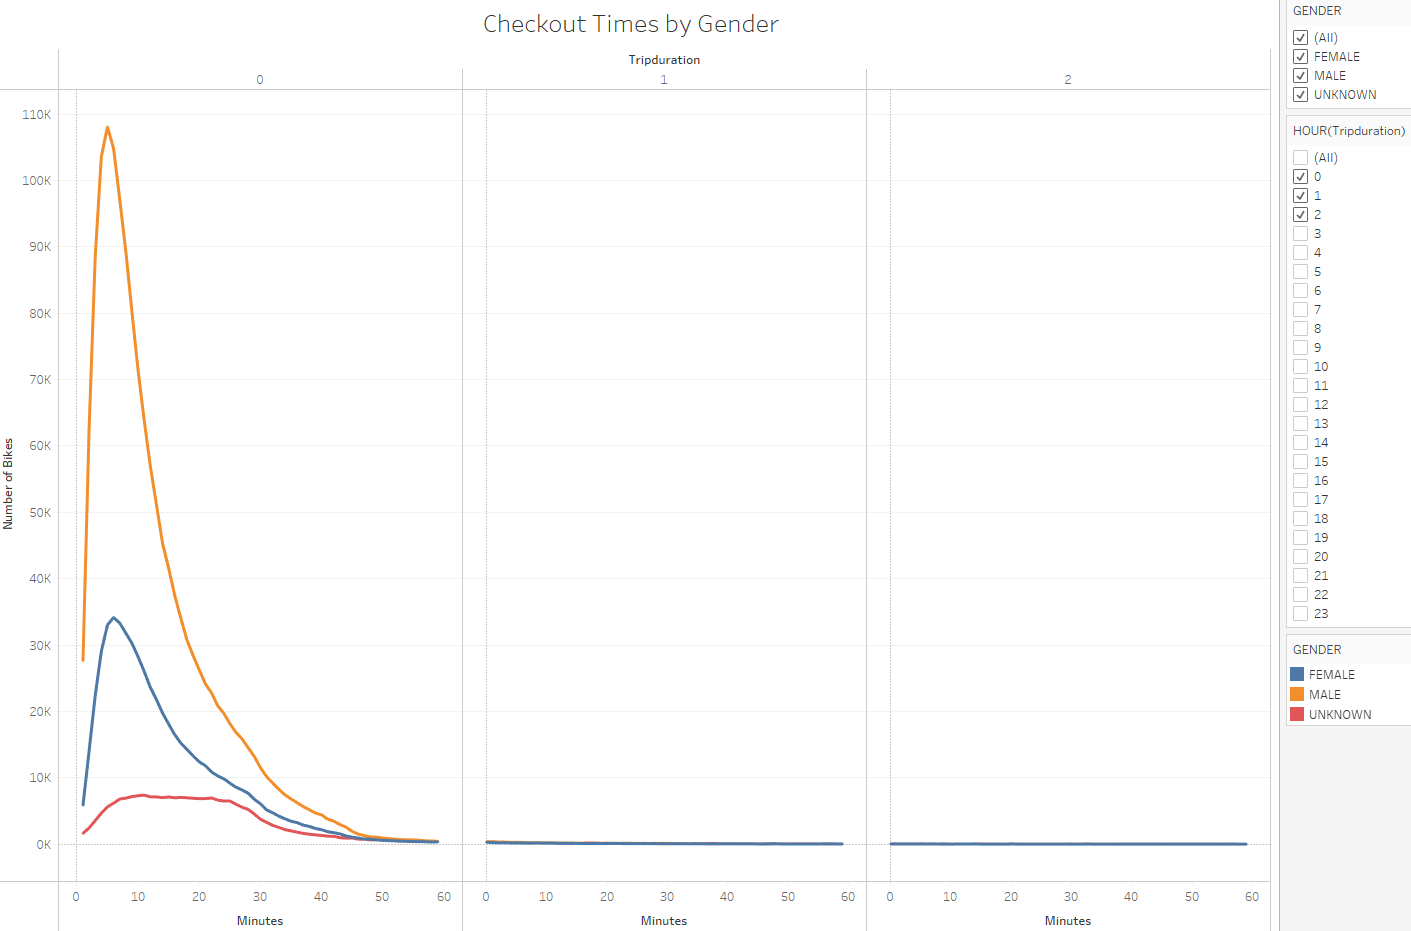 Checkout Times by Gender
Tripduration
0 1 2
110K
100K
90K
80K
70K
60K
50K
40K
30K
20K
10K
0K
Number of Bikes
0 10 20 30 40 50 60 0 10 20 30 40 50 60 0 10 20 30 40 50 60
Minutes Minutes Minutes
GENDER
(All)
FEMALE
MALE
UNKNOWN
HOUR(Tripduration)
(All)
0
1
2
3
4
5
6
7
8
9
10
11
12
13
14
15
16
17
18
19
20
21
22
23
GENDER
FEMALE
MALE
UNKNOWN